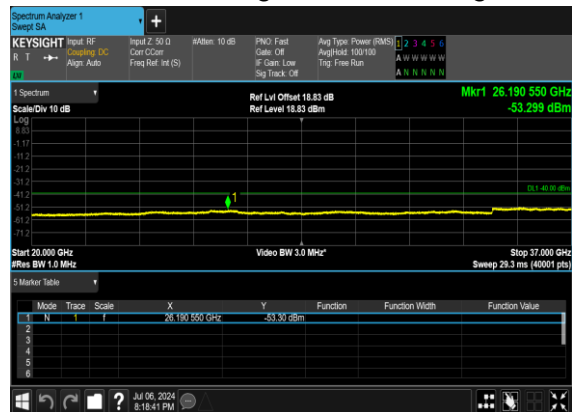 Spectrum Analyzer 1
Swept SA
KEYSIGHT Input: RF Input Z: 50 Ω #Atten: 10 dB PNO: Fast Avg Type: Power (RMS) 1 2 3 4 5 6
R T Coupling: DC Corr CCorr Gate: Off Avg|Hold: 100/100 A W W W W W
Align: Auto Freq Ref: Int (S) IF Gain: Low Trig: Free Run
LW Sig Track: Off A N N N N N
1 Spectrum Ref Lvl Offset 18.83 dB Mkr1 26.190 550 GHz
Scale/Div 10 dB Ref Level 18.83 dBm -53.299 dBm
Log
8.83
-1.17
-11.2
-21.2
-31.2
DL1 -40.00 dBm
-41.2
1
-51.2
-61.2
-71.2
Start 20.000 GHz Video BW 3.0 MHz* Stop 37.000 GHz
#Res BW 1.0 MHz Sweep 29.3 ms (40001 pts)
5 Marker Table
Mode Trace Scale X Y Function Function Width Function Value
1 N 1 f 26.190 550 GHz -53.30 dBm
2
3
4
5
6
? Jul 06, 2024
8:18:41 PM